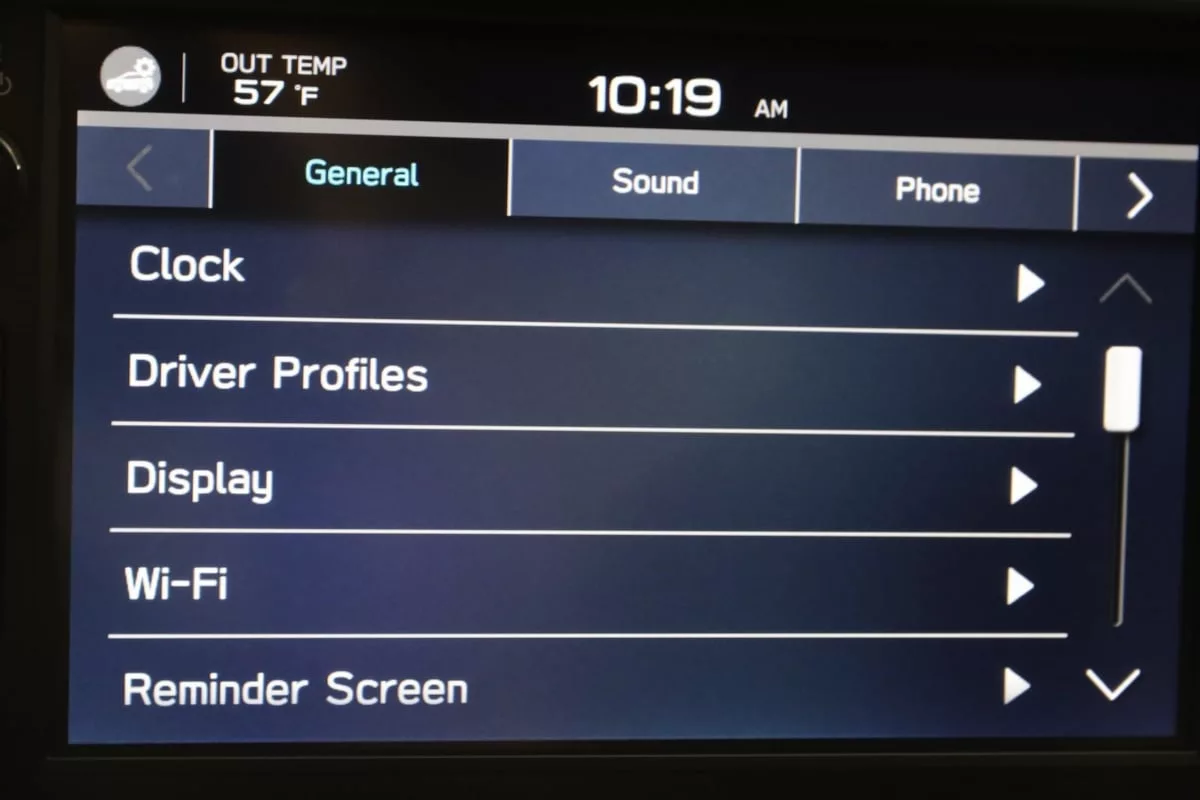 OUT TEMP
57 °F
10:19 AM
General
Sound
Phone
Clock
Driver Profiles
Display
Wi-Fi
Reminder Screen